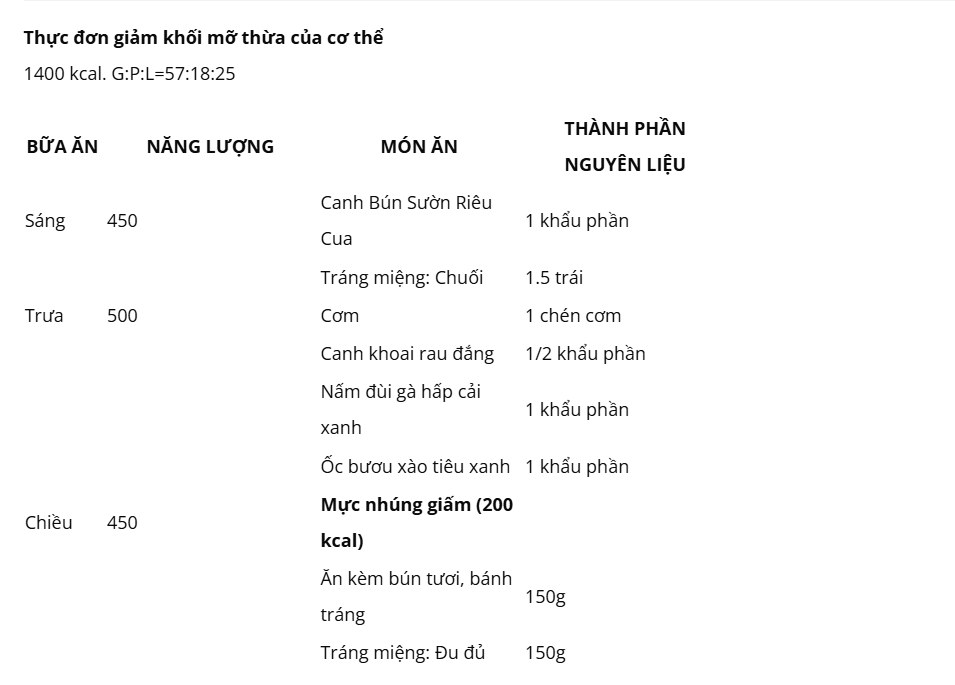 Thực đơn giảm khối mỡ thừa của cơ thể
1400 kcal. G:P:L=57:18:25
BỮA ĂN NĂNG LƯỢNG MÓN ĂN THÀNH PHẦN
NGUYÊN LIỆU
Sáng 450 Canh Bún Sườn Riêu
Cua 1 khẩu phần
Tráng miệng: Chuối 1.5 trái
Trưa 500 Cơm 1 chén cơm
Canh khoai rau đắng 1/2 khẩu phần
Nấm đùi gà hấp cải
xanh 1 khẩu phần
Ốc bươu xào tiêu xanh 1 khẩu phần
Chiều 450 Mực nhúng giấm (200
kcal)
Ăn kèm bún tươi, bánh
tráng 150g
Tráng miệng: Đu đủ 150g